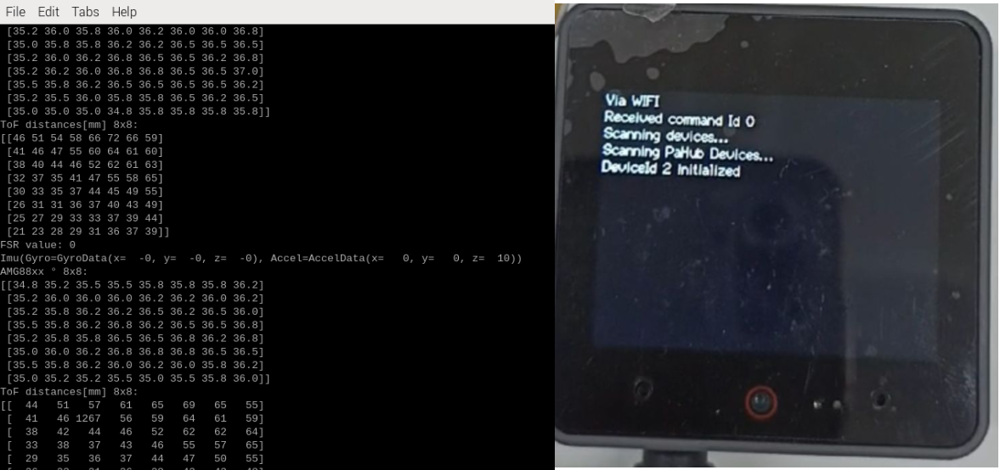 File Edit Tabs Help
[35.2 36.0 35.8 36.0 36.2 36.0 36.0 36.8]
[35.0 35.8 35.8 36.2 36.2 36.5 36.5 36.5]
[35.2 36.0 36.2 36.8 36.5 36.5 36.2 36.8]
[35.2 36.2 36.0 36.8 36.8 36.5 36.5 37.0]
[35.5 35.8 36.2 36.5 36.5 36.5 36.5 36.2]
[35.2 35.5 36.0 35.8 35.8 36.5 36.2 36.5]
[35.0 35.0 35.0 34.8 35.8 35.8 35.8 35.8]]
ToF distances[mm] 8x8:
[[46 51 54 58 66 72 66 59]
[41 46 47 55 60 64 61 60]
[38 40 44 46 52 62 61 63]
[32 37 35 41 47 55 58 65]
[30 33 35 37 44 45 49 55]
[26 31 31 36 37 40 43 49]
[25 27 29 33 33 37 39 44]
[21 23 28 29 31 36 37 39]]
FSR value: 0
Imu(Gyro=GyroData(x=  -0, y=  -0, z=  -0), Accel=AccelData(x=   0, y=   0, z=  10))
AMG88xx ° 8x8:
[[34.8 35.2 35.5 35.5 35.8 35.8 35.8 36.2]
[35.2 36.0 36.0 36.0 36.2 36.2 36.0 36.2]
[35.2 35.8 36.2 36.2 36.5 36.2 36.5 36.0]
[35.5 35.8 36.2 36.8 36.2 36.5 36.5 36.8]
[35.2 35.8 35.8 36.5 36.5 36.8 36.2 36.8]
[35.0 36.0 36.2 36.8 36.8 36.8 36.5 36.5]
[35.5 35.8 36.2 36.0 36.2 36.0 35.8 36.2]
[35.0 35.2 35.2 35.5 35.0 35.5 35.8 36.0]]
ToF distances[mm] 8x8:
[[  44   51   57   61   65   69   65   55]
[  41   46 1267   56   59   64   61   59]
[  38   42   44   46   52   62   62   64]
[  33   38   37   43   46   55   57   65]
[  29   35   36   37   44   47   50   55]
Via WIFI
Received command Id 0
Scanning devices...
Scanning PaHub Devices...
DeviceId 2 Initialized